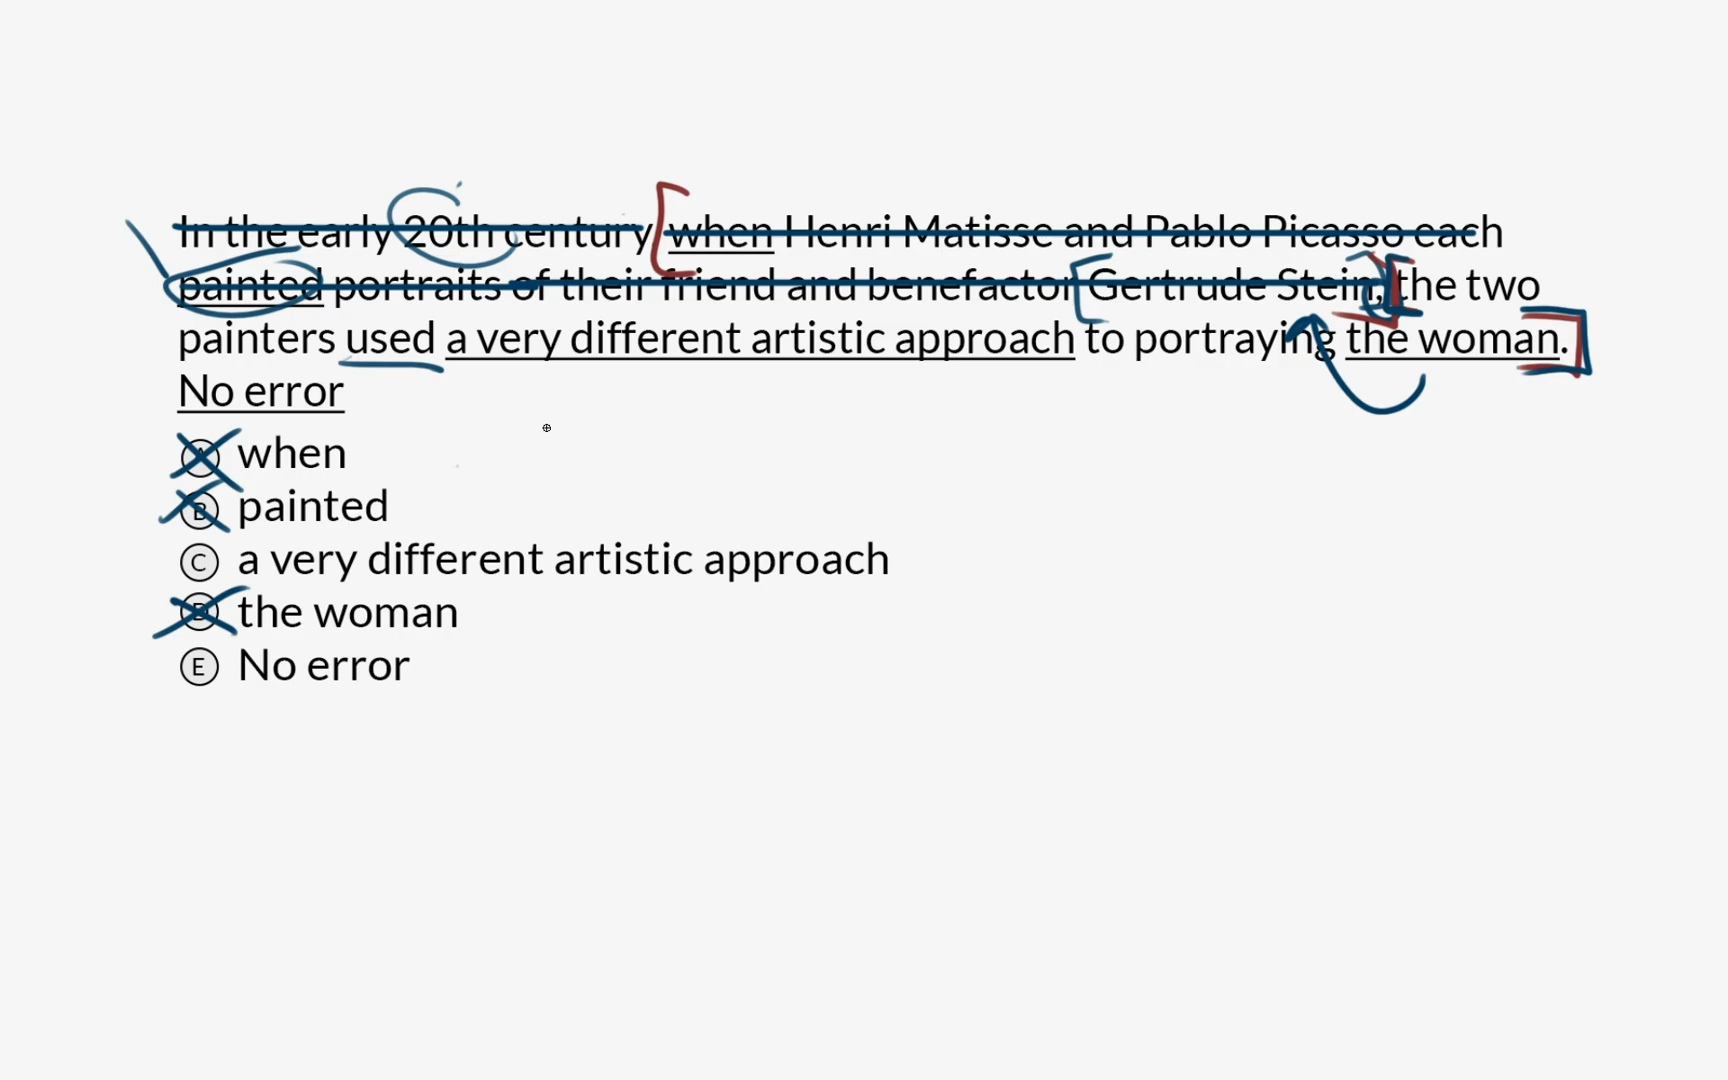 In the early 20th century when Henri Matisse and Pablo Picasso each
painted portraits of their friend and benefactor Gertrude Stein, the two
painters used a very different artistic approach to portraying the woman.
No error
A when
B painted
C a very different artistic approach
D the woman
E No error